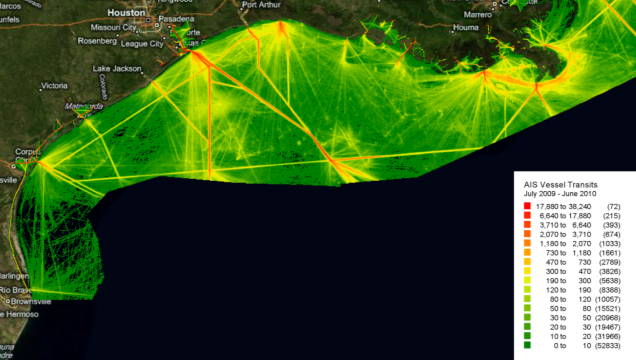 Houston
Pasadena
Missouri City
Rosenberg
League City
Lake Jackson
Victoria
Colorado
Matagorda
Port Arthur
Marrero
Houma
Brownsville
AIS Vessel Transits
July 2009 - June 2010
17,880 to 38,240 (72)
6,640 to 17,880 (215)
3,710 to 6,640 (393)
2,070 to 3,710 (674)
1,180 to 2,070 (1033)
730 to 1,180 (1661)
470 to 730 (2789)
300 to 470 (3826)
190 to 300 (5638)
120 to 190 (8388)
80 to 120 (10057)
50 to 80 (15521)
30 to 50 (20968)
20 to 30 (19467)
10 to 20 (31966)
0 to 10 (52833)